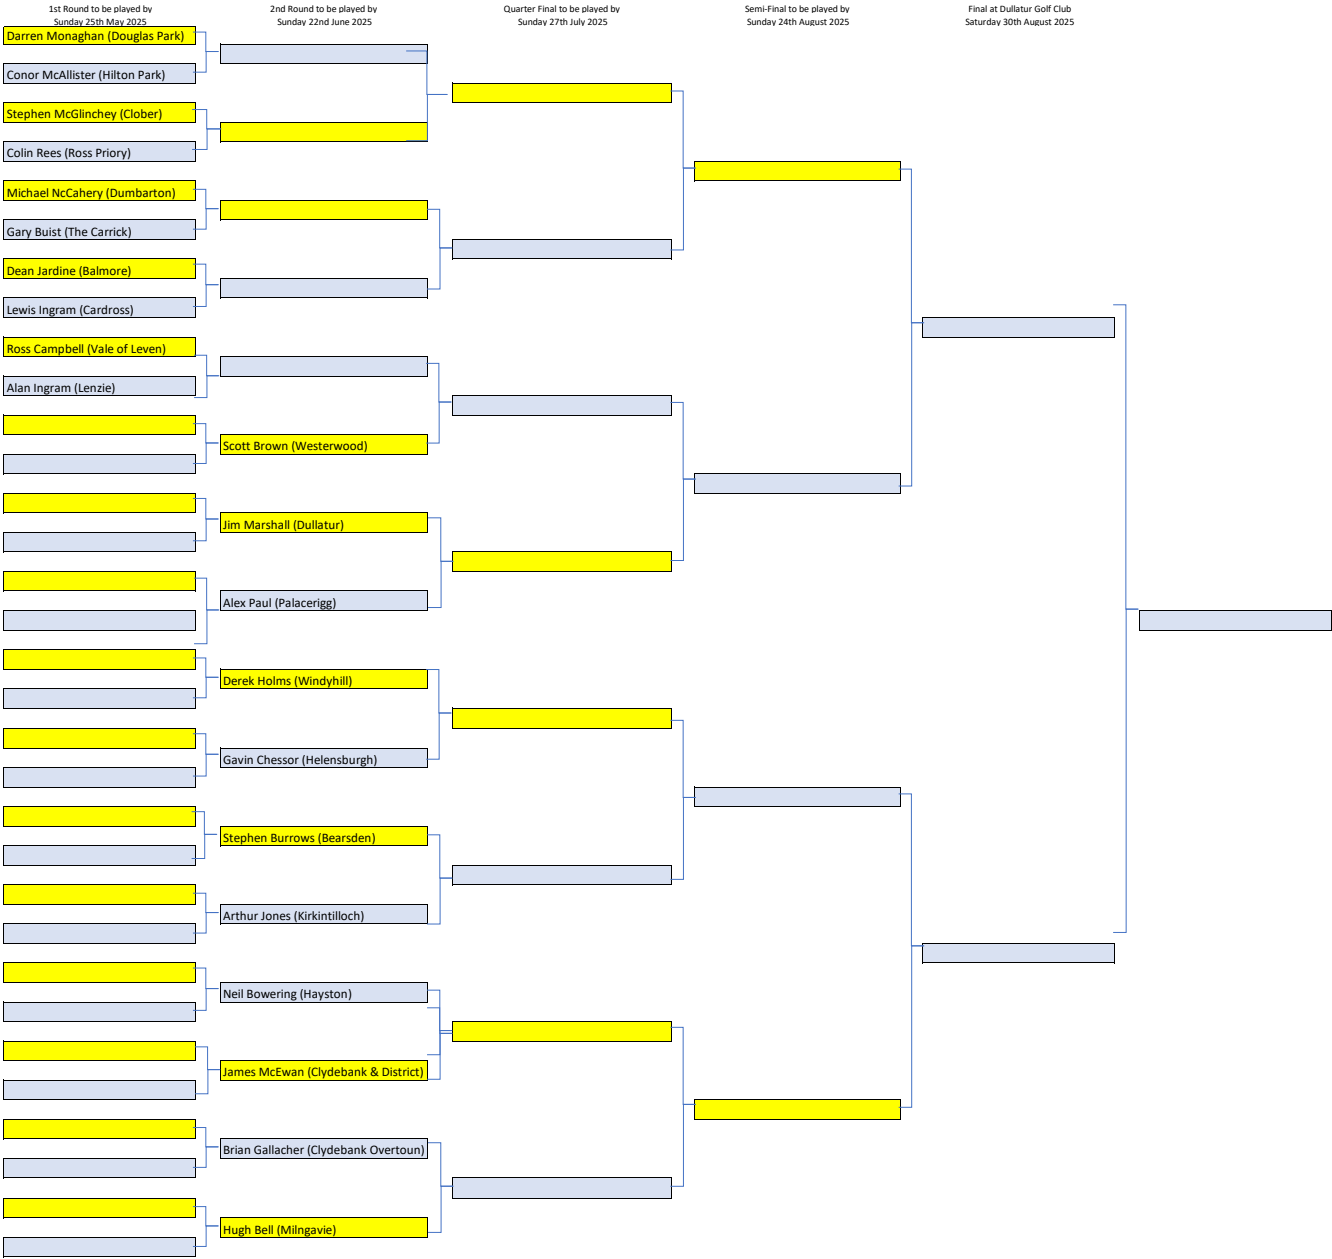 1st Round to be played by
Sunday 25th May 2025
2nd Round to be played by
Sunday 22nd June 2025
Quarter Final to be played by
Sunday 27th July 2025
Semi-Final to be played by
Sunday 24th August 2025
Final at Dullatur Golf Club
Saturday 30th August 2025
Darren Monaghan (Douglas Park)
Conor McAllister (Hilton Park)
Stephen McGlinchey (Clober)
Colin Rees (Ross Priory)
Michael NcCahery (Dumbarton)
Gary Buist (The Carrick)
Dean Jardine (Balmore)
Lewis Ingram (Cardross)
Ross Campbell (Vale of Leven)
Alan Ingram (Lenzie)
Scott Brown (Westerwood)
Jim Marshall (Dullatur)
Alex Paul (Palacerigg)
Derek Holms (Windyhill)
Gavin Chessor (Helensburgh)
Stephen Burrows (Bearsden)
Arthur Jones (Kirkintilloch)
Neil Bowering (Hayston)
James McEwan (Clydebank & District)
Brian Gallacher (Clydebank Overtoun)
Hugh Bell (Milngavie)